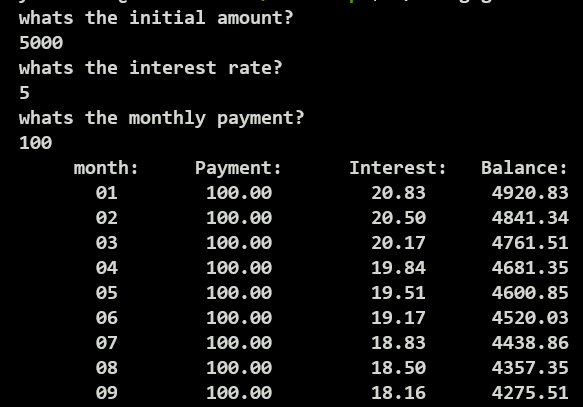 whats the initial amount?
5000
whats the interest rate?
5
whats the monthly payment?
100
month: Payment: Interest: Balance:
01 100.00 20.83 4920.83
02 100.00 20.50 4841.34
03 100.00 20.17 4761.51
04 100.00 19.84 4681.35
05 100.00 19.51 4600.85
06 100.00 19.17 4520.03
07 100.00 18.83 4438.86
08 100.00 18.50 4357.35
09 100.00 18.16 4275.51